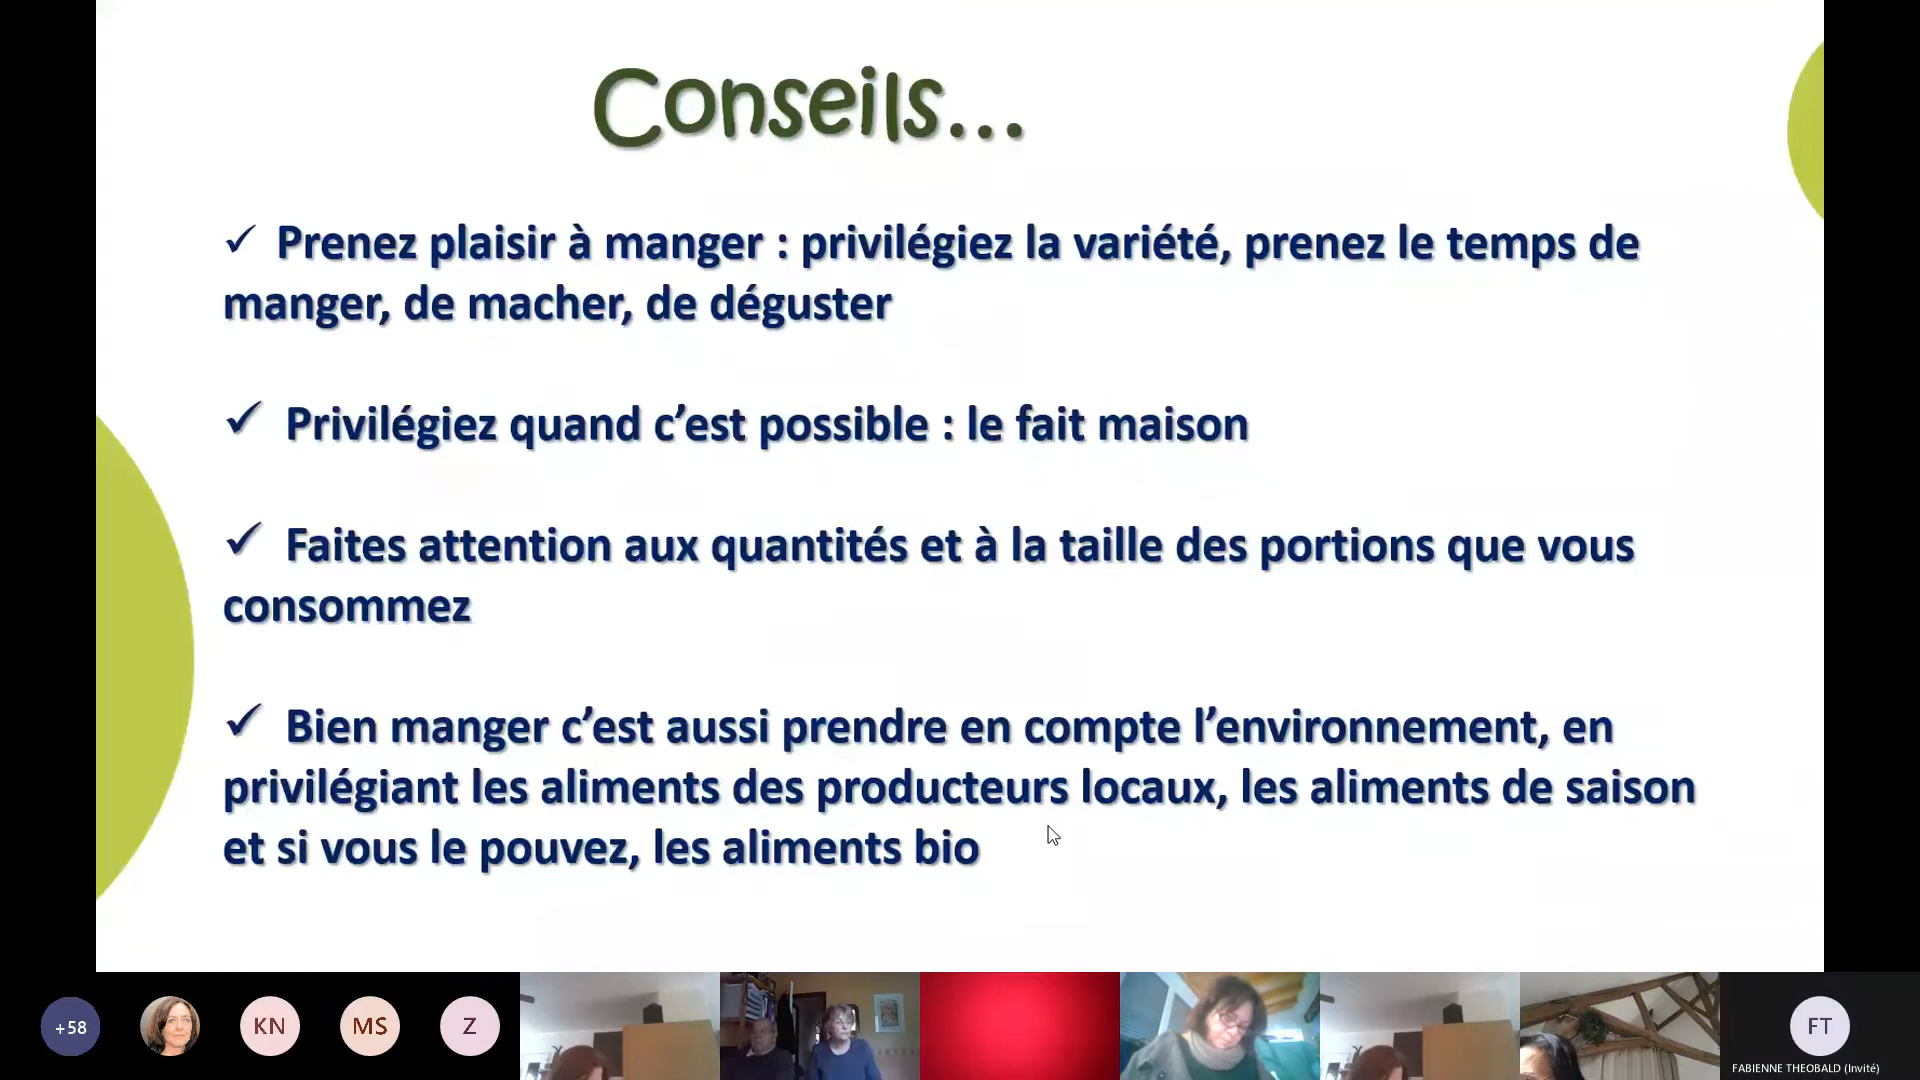 Conseils...
✓ Prenez plaisir à manger : privilégiez la variété, prenez le temps de
manger, de macher, de déguster
✓ Privilégiez quand c’est possible : le fait maison
✓ Faites attention aux quantités et à la taille des portions que vous
consommez
✓ Bien manger c’est aussi prendre en compte l’environnement, en
privilégiant les aliments des producteurs locaux, les aliments de saison
et si vous le pouvez, les aliments bio
+58
KN
MS
Z
FT
FABIENNE THEOBALD (Invité)